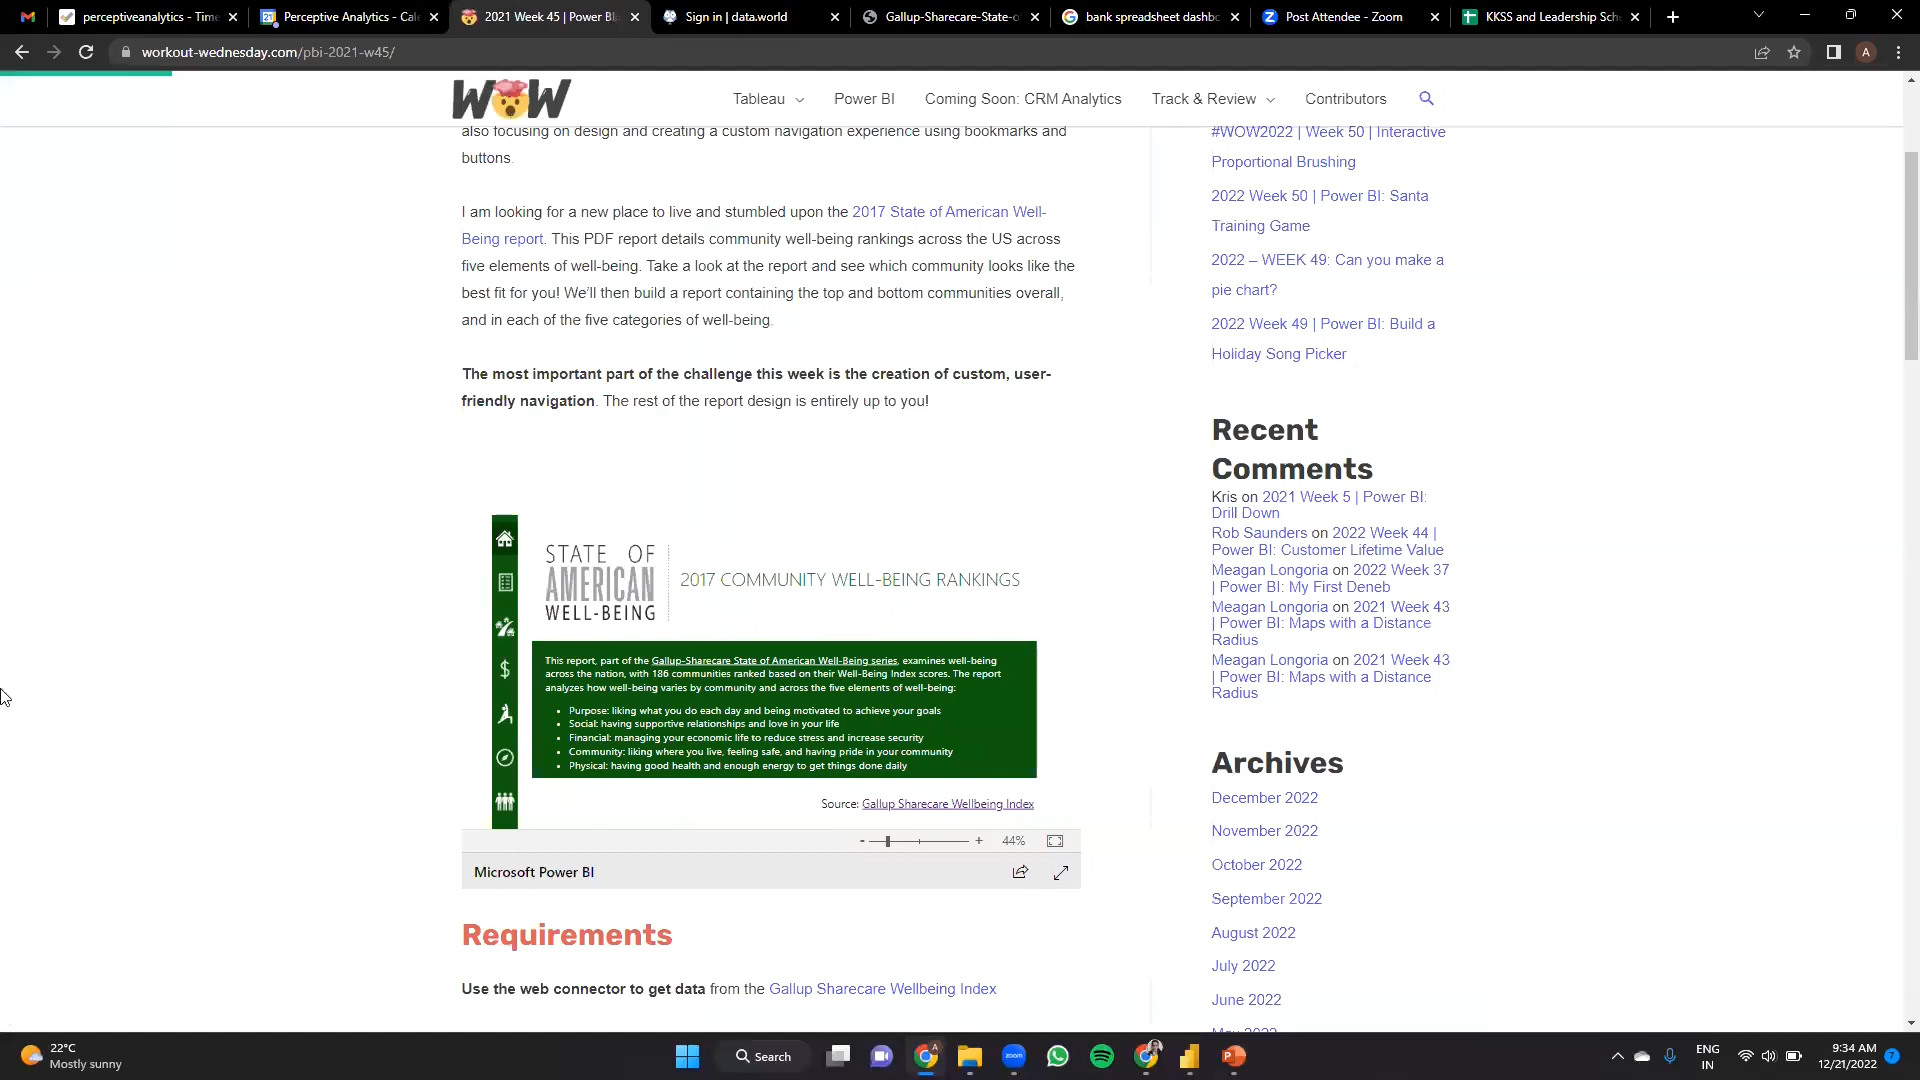 perceptiveanalytics - Time
Perceptive Analytics - Cale
2021 Week 45 | Power BI
Sign in | data.world
Gallup-Sharecare-State-o
bank spreadsheet dashbo
Post Attendee - Zoom
KKSS and Leadership Sch
workout-wednesday.com/pbi-2021-w45/
A
WOW
Tableau
Power BI
Coming Soon: CRM Analytics
Track & Review
Contributors
also focusing on design and creating a custom navigation experience using bookmarks and
buttons.
I am looking for a new place to live and stumbled upon the 2017 State of American Well-
Being report. This PDF report details community well-being rankings across the US across
five elements of well-being. Take a look at the report and see which community looks like the
best fit for you! We'll then build a report containing the top and bottom communities overall,
and in each of the five categories of well-being.
The most important part of the challenge this week is the creation of custom, user-
friendly navigation. The rest of the report design is entirely up to you!
STATE OF
AMERICAN
WELL-BEING
2017 COMMUNITY WELL-BEING RANKINGS
This report, part of the Gallup-Sharecare State of American Well-Being series, examines well-being
across the nation, with 186 communities ranked based on their Well-Being Index scores. The report
analyzes how well-being varies by community and across the five elements of well-being:
• Purpose: liking what you do each day and being motivated to achieve your goals
• Social: having supportive relationships and love in your life
• Financial: managing your economic life to reduce stress and increase security
• Community: liking where you live, feeling safe, and having pride in your community
• Physical: having good health and enough energy to get things done daily
Source: Gallup Sharecare Wellbeing Index
- + 44%
Microsoft Power BI
Requirements
Use the web connector to get data from the Gallup Sharecare Wellbeing Index
#WOW2022 | Week 50 | Interactive
Proportional Brushing
2022 Week 50 | Power BI: Santa
Training Game
2022 – WEEK 49: Can you make a
pie chart?
2022 Week 49 | Power BI: Build a
Holiday Song Picker
Recent
Comments
Kris on 2021 Week 5 | Power BI:
Drill Down
Rob Saunders on 2022 Week 44 |
Power BI: Customer Lifetime Value
Meagan Longoria on 2022 Week 37
| Power BI: My First Deneb
Meagan Longoria on 2021 Week 43
| Power BI: Maps with a Distance
Radius
Meagan Longoria on 2021 Week 43
| Power BI: Maps with a Distance
Radius
Archives
December 2022
November 2022
October 2022
September 2022
August 2022
July 2022
June 2022
May 2022
22°C
Mostly sunny
Search
zoom
ENG
IN
9:34 AM
12/21/2022
7